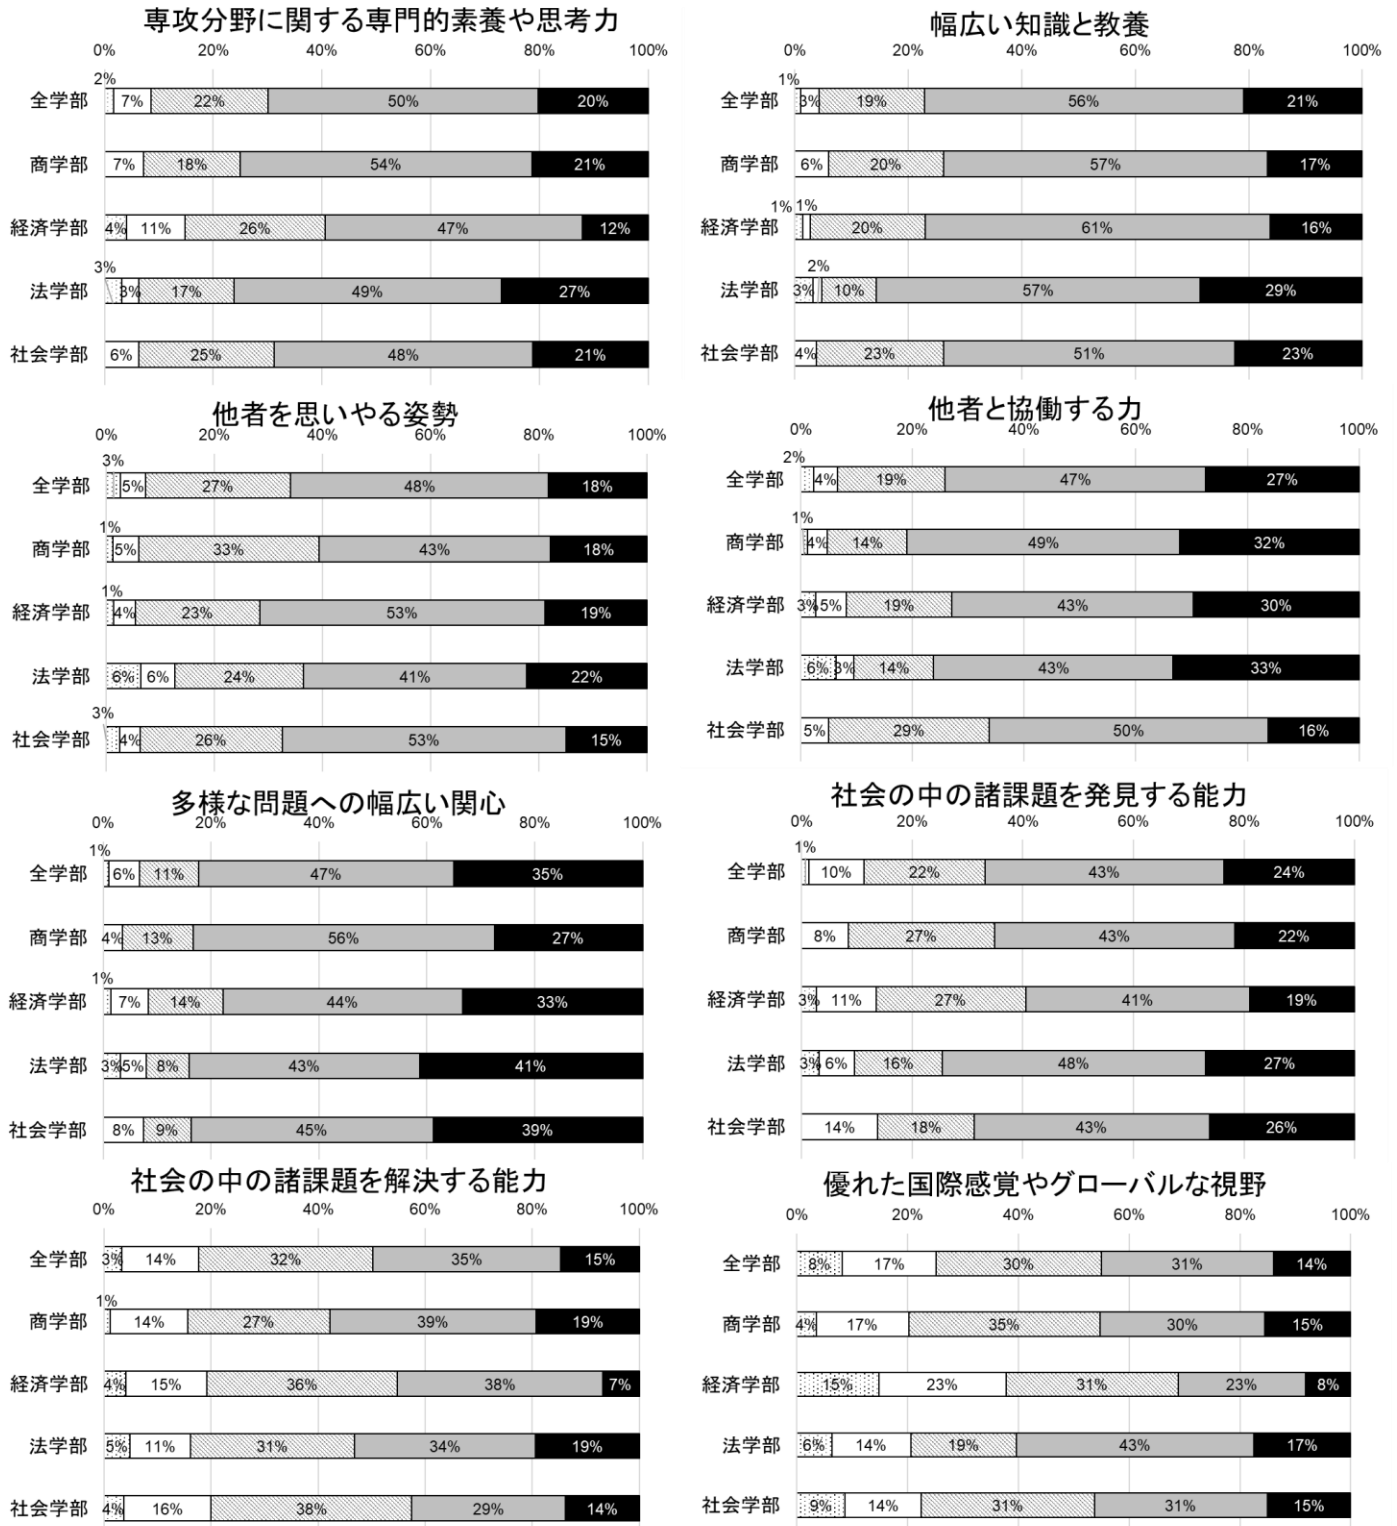 専攻分野に関する専門的素養や思考力
0% 20% 40% 60% 80% 100%
2%
全学部 7% 22% 50% 20%
商学部 7% 18% 54% 21%
経済学部 4% 11% 26% 47% 12%
3%
法学部 3% 17% 49% 27%
社会学部 6% 25% 48% 21%
幅広い知識と教養
0% 20% 40% 60% 80% 100%
1%
全学部 3% 19% 56% 21%
商学部 6% 20% 57% 17%
1% 1%
経済学部 20% 61% 16%
2%
法学部 3% 10% 57% 29%
社会学部 4% 23% 51% 23%
他者を思いやる姿勢
0% 20% 40% 60% 80% 100%
3%
全学部 5% 27% 48% 18%
1%
商学部 5% 33% 43% 18%
1%
経済学部 4% 23% 53% 19%
法学部 6% 6% 24% 41% 22%
3%
社会学部 4% 26% 53% 15%
他者と協働する力
0% 20% 40% 60% 80% 100%
2%
全学部 4% 19% 47% 27%
1%
商学部 4% 14% 49% 32%
経済学部 3% 5% 19% 43% 30%
法学部 6% 3% 14% 43% 33%
社会学部 5% 29% 50% 16%
多様な問題への幅広い関心
0% 20% 40% 60% 80% 100%
1%
全学部 6% 11% 47% 35%
商学部 4% 13% 56% 27%
1%
経済学部 7% 14% 44% 33%
法学部 3% 5% 8% 43% 41%
社会学部 8% 9% 45% 39%
社会の中の諸課題を発見する能力
0% 20% 40% 60% 80% 100%
1%
全学部 10% 22% 43% 24%
商学部 8% 27% 43% 22%
経済学部 3% 11% 27% 41% 19%
法学部 3% 6% 16% 48% 27%
社会学部 14% 18% 43% 26%
社会の中の諸課題を解決する能力
0% 20% 40% 60% 80% 100%
全学部 3% 14% 32% 35% 15%
1%
商学部 14% 27% 39% 19%
経済学部 4% 15% 36% 38% 7%
法学部 5% 11% 31% 34% 19%
社会学部 4% 16% 38% 29% 14%
優れた国際感覚やグローバルな視野
0% 20% 40% 60% 80% 100%
全学部 8% 17% 30% 31% 14%
商学部 4% 17% 35% 30% 15%
経済学部 15% 23% 31% 23% 8%
法学部 6% 14% 19% 43% 17%
社会学部 9% 14% 31% 31% 15%